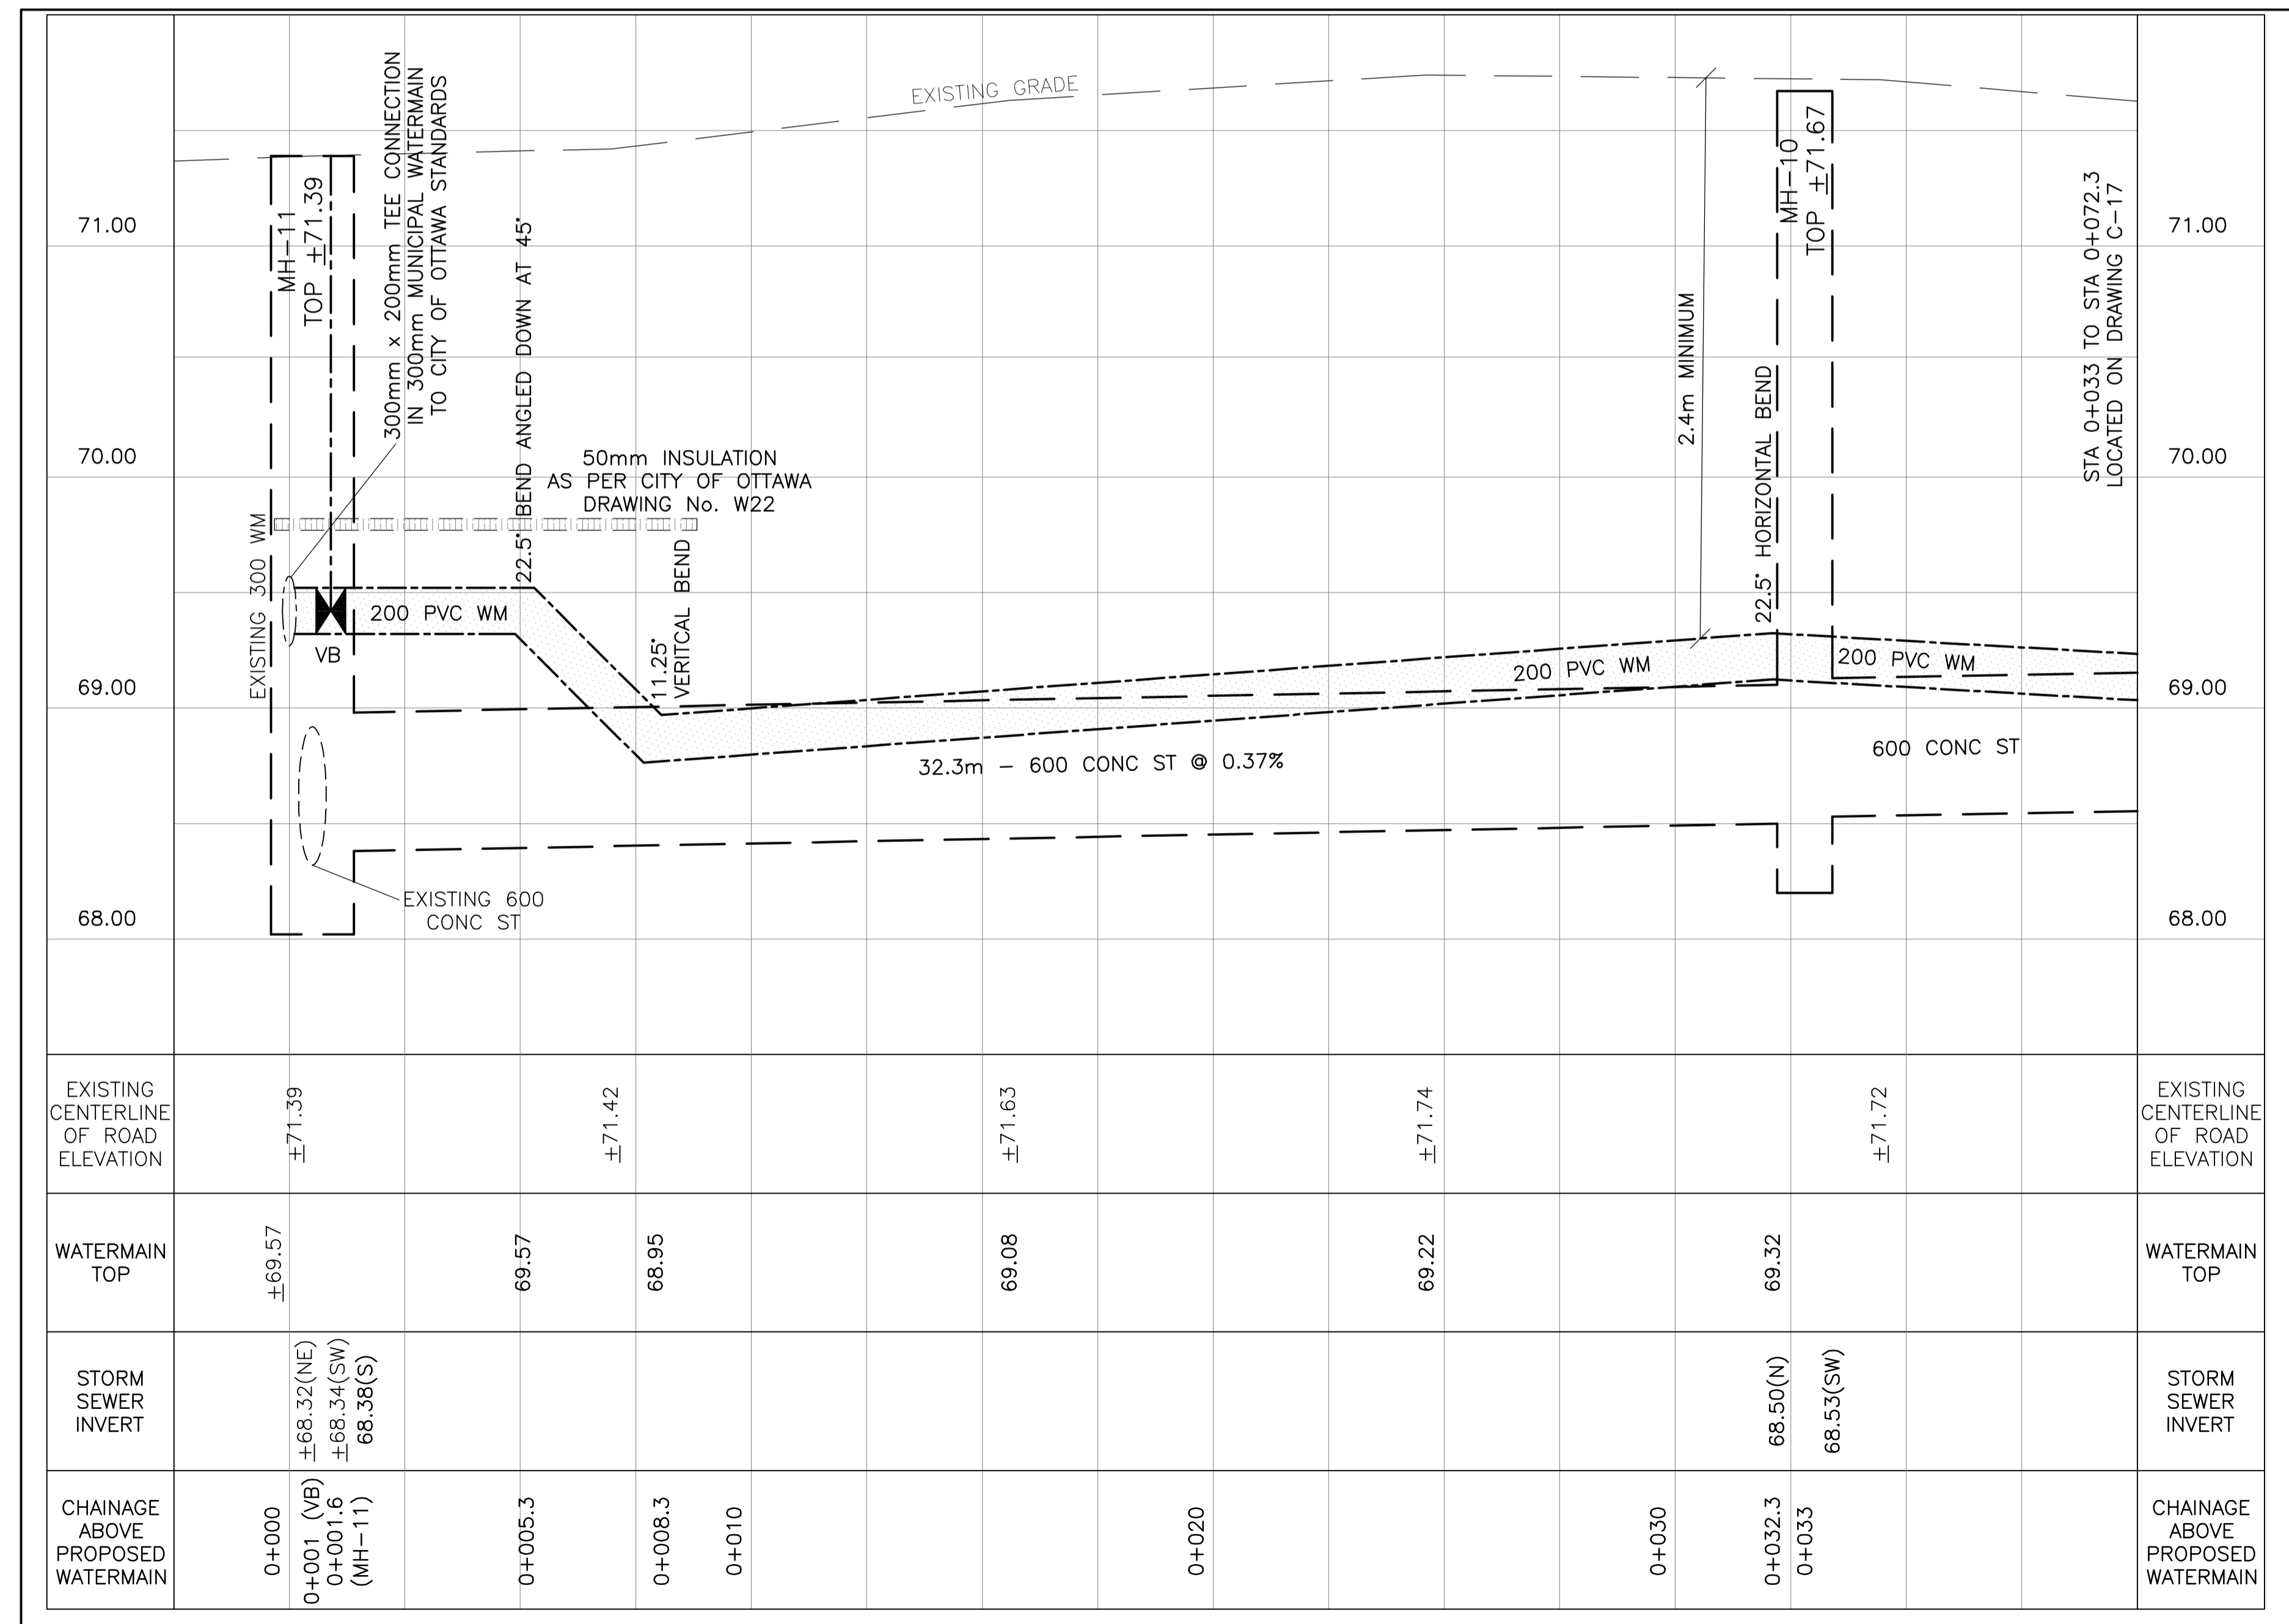 71.00
70.00
69.00
68.00
MH-11
TOP ±71.39
300mm x 200mm TEE CONNECTION
IN 300mm MUNICIPAL WATERMAIN
TO CITY OF OTTAWA STANDARDS
EXISTING GRADE
22.5° BEND ANGLED DOWN AT 45°
50mm INSULATION
AS PER CITY OF OTTAWA
DRAWING No. W22
EXISTING 300 WM
200 PVC WM
VB
11.25°
VERITCAL BEND
EXISTING 600
CONC ST
32.3m - 600 CONC ST @ 0.37%
200 PVC WM
2.4m MINIMUM
22.5° HORIZONTAL BEND
MH-10
TOP ±71.67
200 PVC WM
600 CONC ST
STA 0+033 TO STA 0+072.3
LOCATED ON DRAWING C-17
71.00
70.00
69.00
68.00
EXISTING
CENTERLINE
OF ROAD
ELEVATION
±71.39
±71.42
±71.63
±71.74
±71.72
EXISTING
CENTERLINE
OF ROAD
ELEVATION
WATERMAIN
TOP
±69.57
69.57
68.95
69.08
69.22
69.32
WATERMAIN
TOP
STORM
SEWER
INVERT
±68.32(NE)
±68.34(SW)
68.38(S)
68.50(N)
68.53(SW)
STORM
SEWER
INVERT
CHAINAGE
ABOVE
PROPOSED
WATERMAIN
0+000
0+001 (VB)
0+001.6
(MH-11)
0+005.3
0+008.3
0+010
0+020
0+030
0+032.3
0+033
CHAINAGE
ABOVE
PROPOSED
WATERMAIN